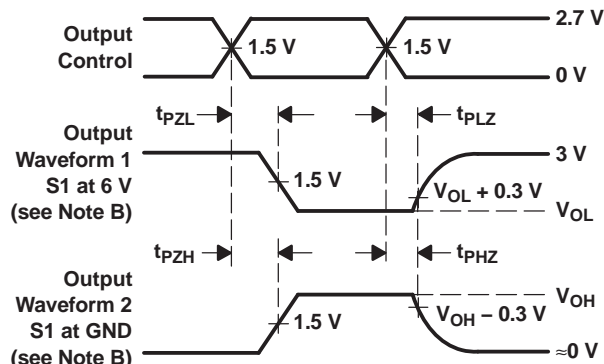 Output
Control
1.5 V
1.5 V
2.7 V
0 V
tPZL
tPLZ
Output
Waveform 1
S1 at 6 V
(see Note B)
1.5 V
3 V
VOL + 0.3 V
VOL
tPZH
tPHZ
Output
Waveform 2
S1 at GND
(see Note B)
1.5 V
VOH
VOH − 0.3 V
≈0 V